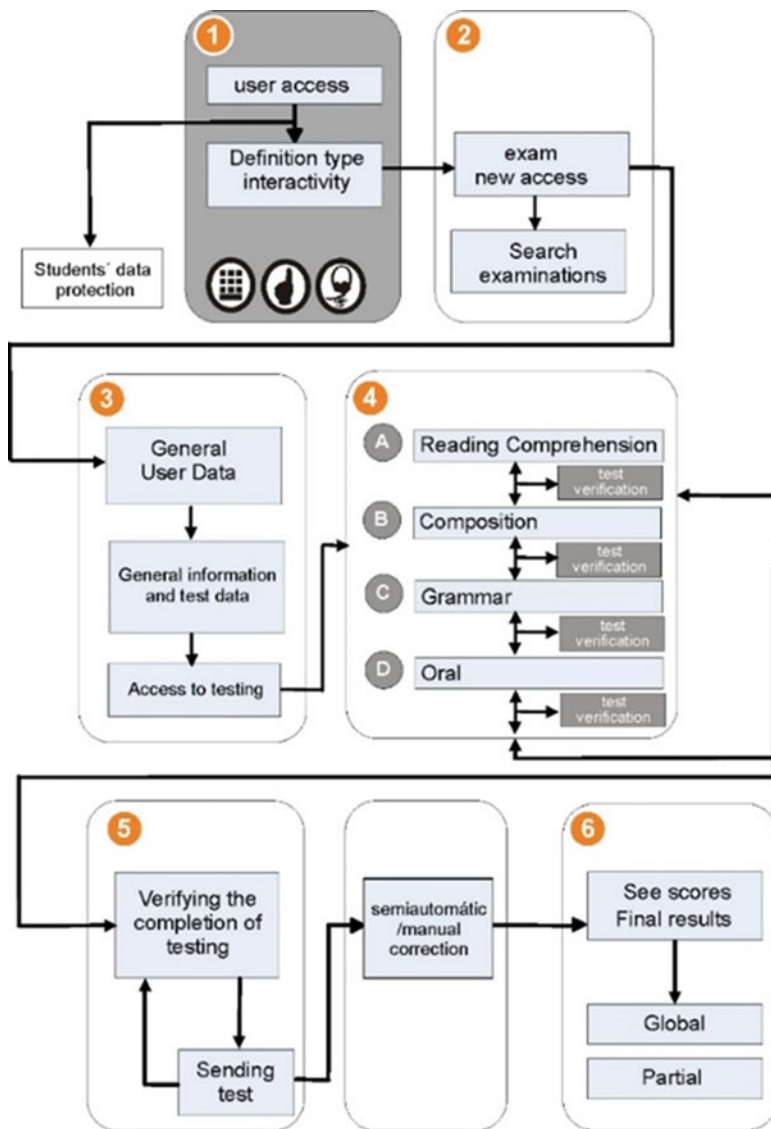 1
user access
Definition type
interactivity
Students´ data
protection
2
exam
new access
Search
examinations
3
General
User Data
General information
and test data
Access to testing
4
A
Reading Comprehension
test
verification
B
Composition
test
verification
C
Grammar
test
verification
D
Oral
test
verification
5
Verifying the
completion of
testing
Sending
test
semiautomátic
/manual
correction
6
See scores
Final results
Global
Partial